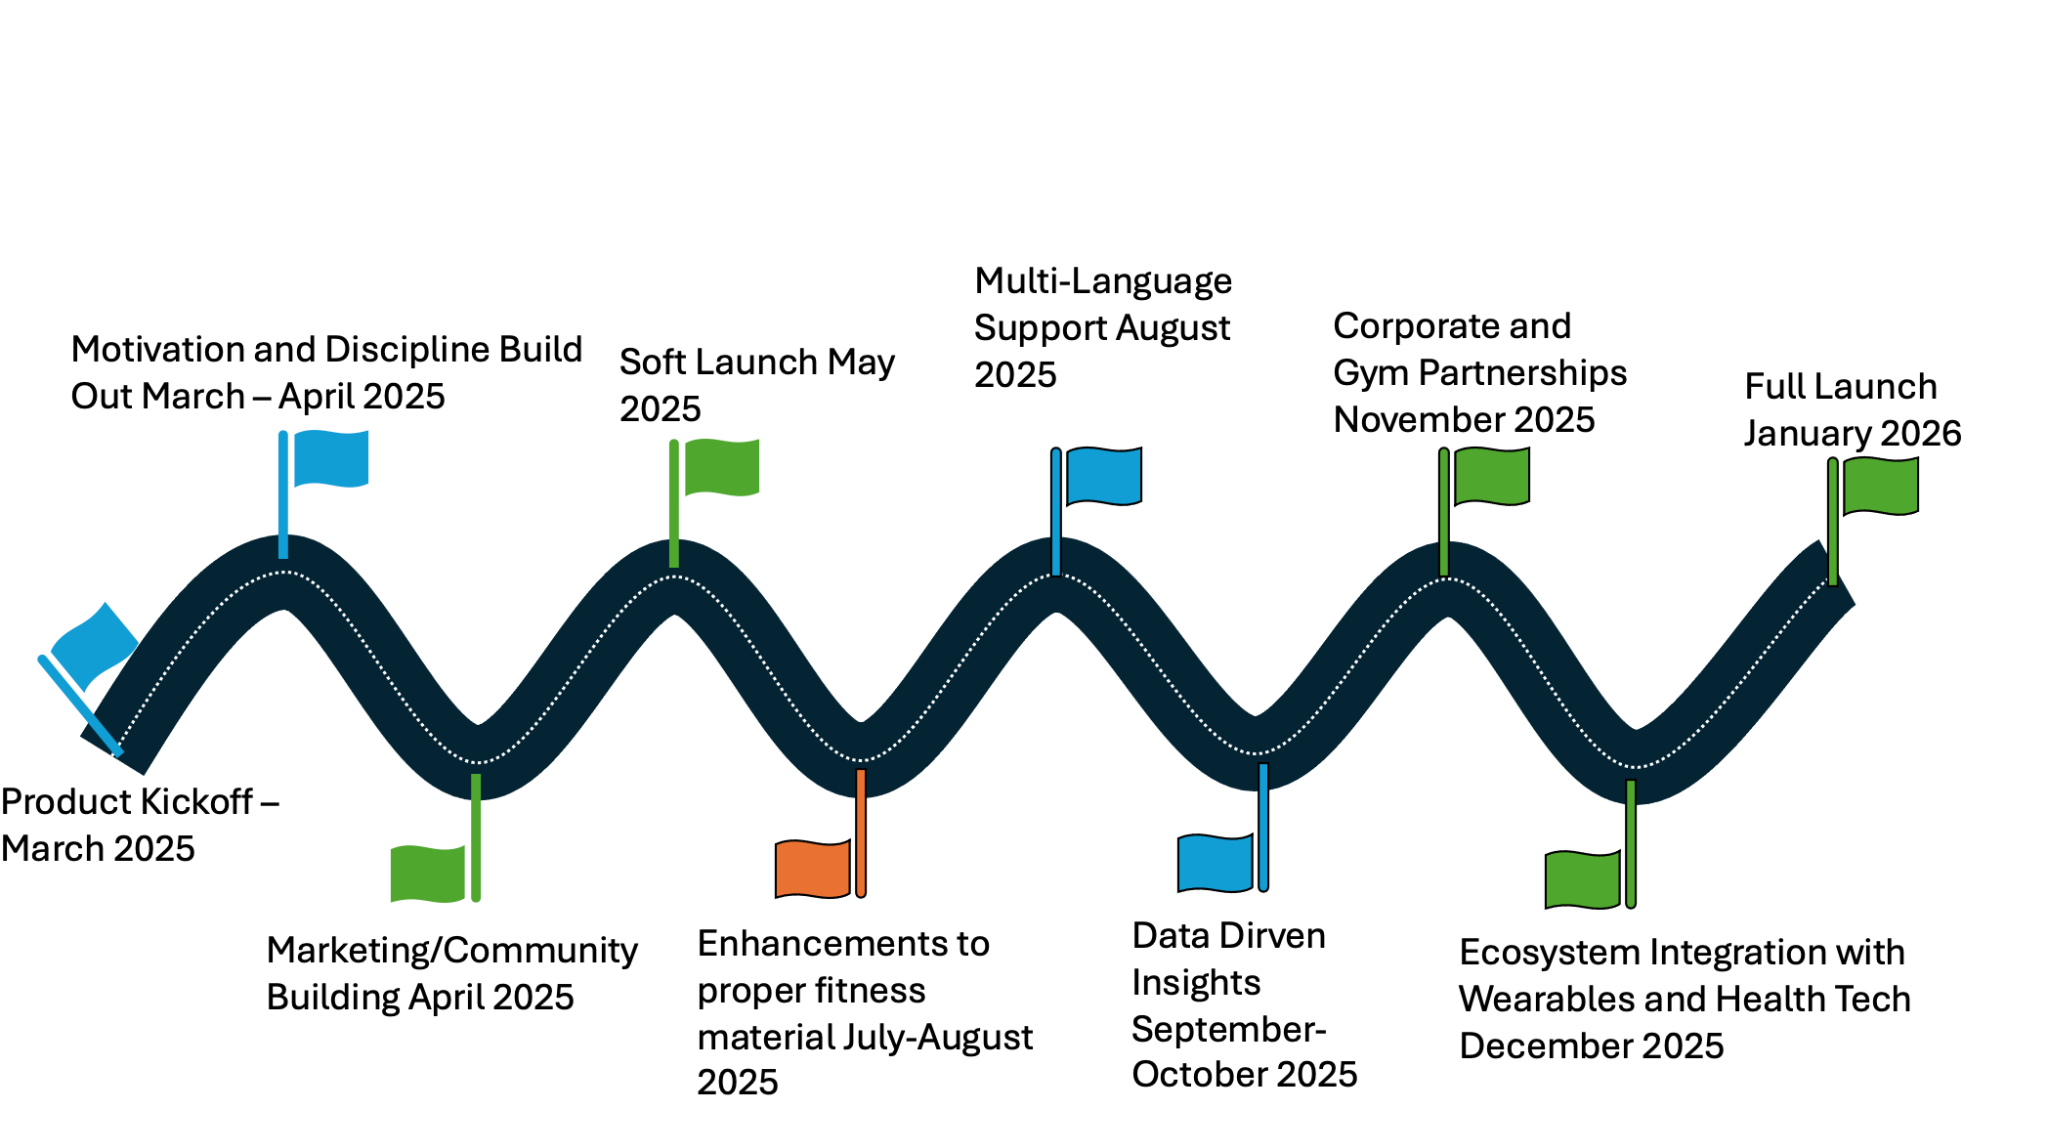 Product Kickoff –
March 2025
Motivation and Discipline Build
Out March – April 2025
Marketing/Community
Building April 2025
Soft Launch May
2025
Enhancements to
proper fitness
material July-August
2025
Multi-Language
Support August
2025
Data Dirven
Insights
September-
October 2025
Corporate and
Gym Partnerships
November 2025
Ecosystem Integration with
Wearables and Health Tech
December 2025
Full Launch
January 2026